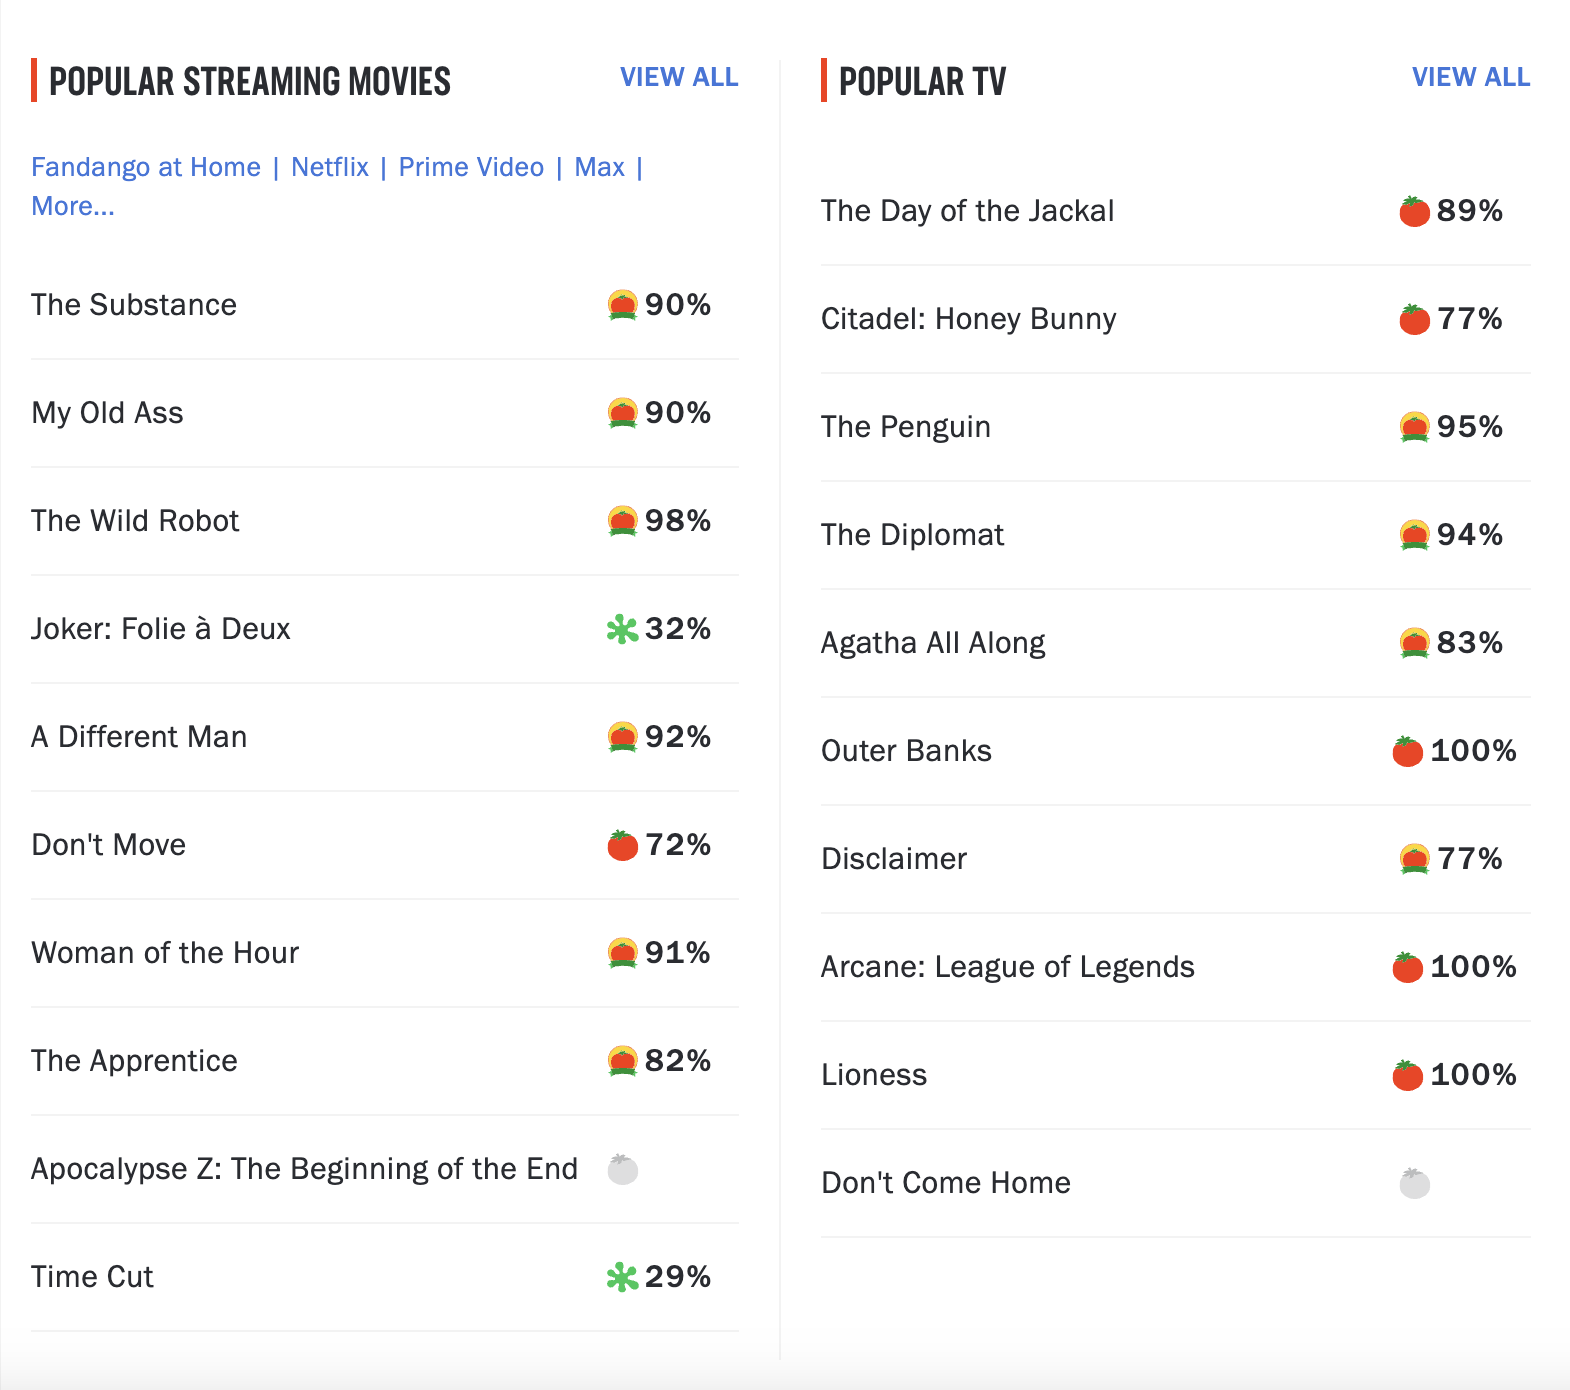 POPULAR STREAMING MOVIES
VIEW ALL
Fandango at Home | Netflix | Prime Video | Max |
More...
The Substance 90%
My Old Ass 90%
The Wild Robot 98%
Joker: Folie à Deux 32%
A Different Man 92%
Don't Move 72%
Woman of the Hour 91%
The Apprentice 82%
Apocalypse Z: The Beginning of the End
Time Cut 29%
POPULAR TV
VIEW ALL
The Day of the Jackal 89%
Citadel: Honey Bunny 77%
The Penguin 95%
The Diplomat 94%
Agatha All Along 83%
Outer Banks 100%
Disclaimer 77%
Arcane: League of Legends 100%
Lioness 100%
Don't Come Home